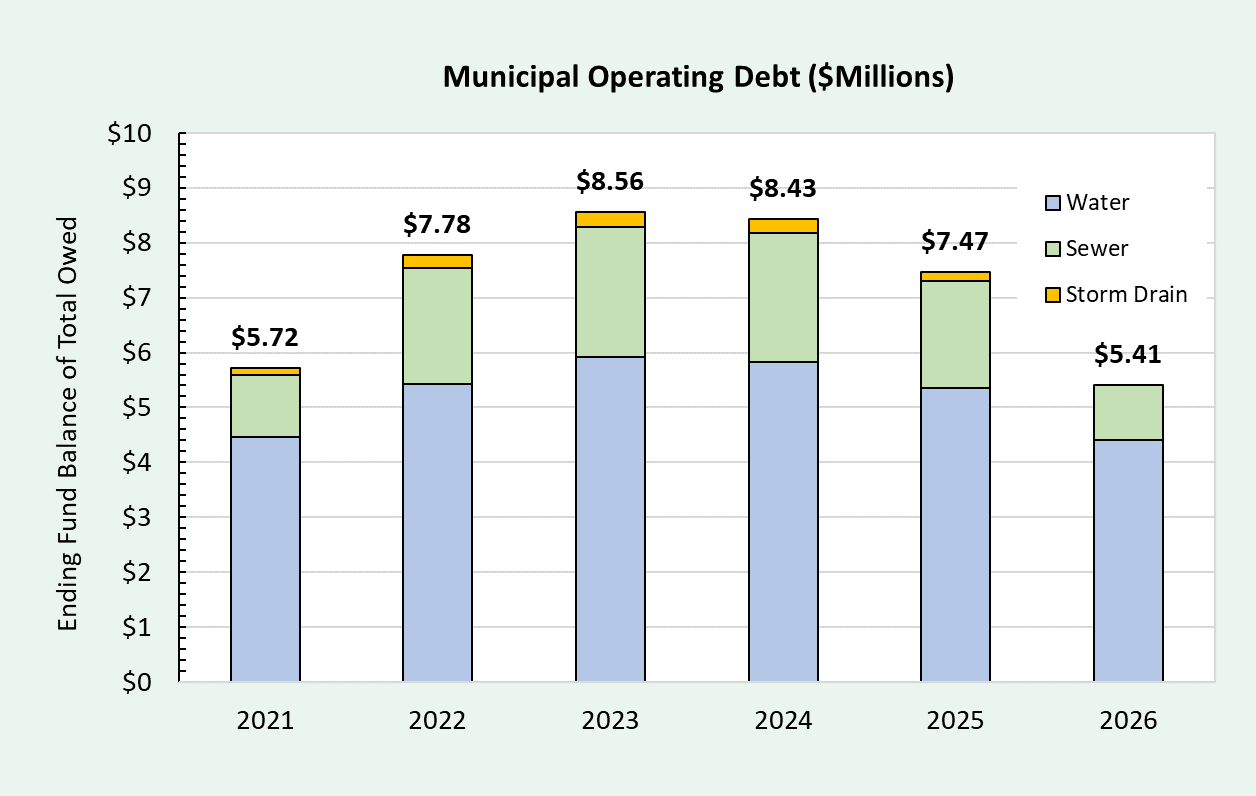 Municipal Operating Debt ($Millions)
Ending Fund Balance of Total Owed
$10
$9
$8
$7
$6
$5
$4
$3
$2
$1
$0
$5.72
$7.78
$8.56
$8.43
$7.47
$5.41
Water
Sewer
Storm Drain
2021 2022 2023 2024 2025 2026